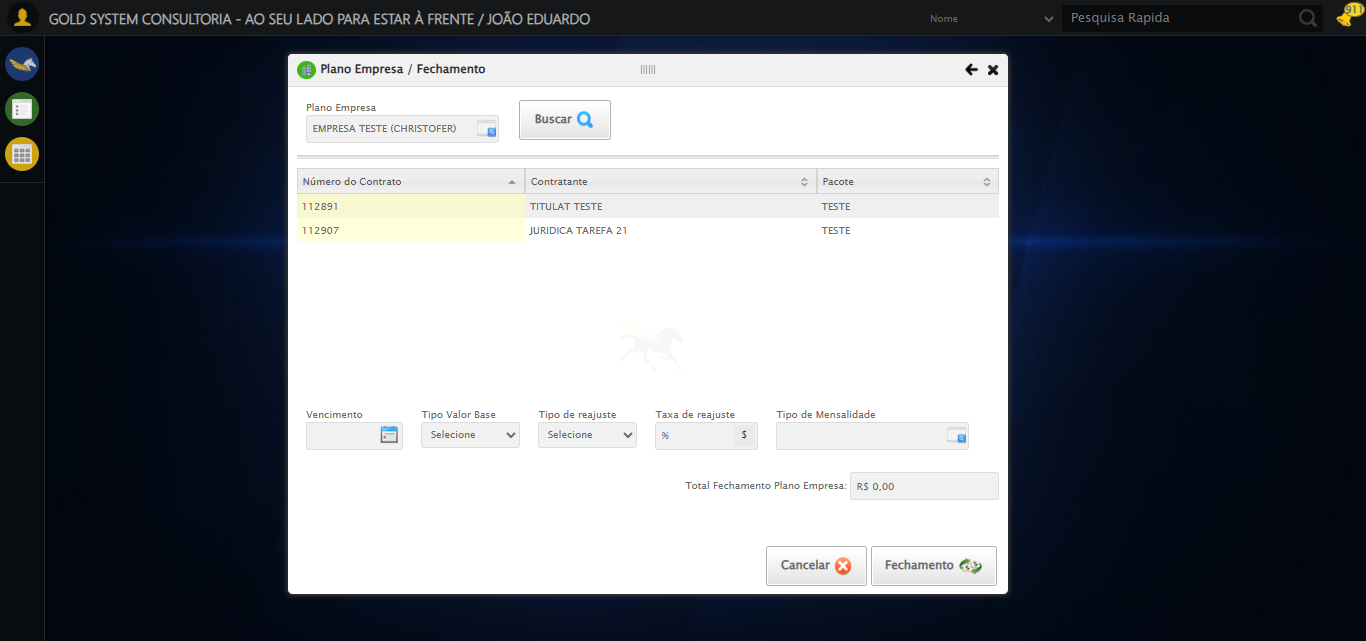 GOLD SYSTEM CONSULTORIA - AO SEU LADO PARA ESTAR À FRENTE / JOÃO EDUARDO
Nome
Pesquisa Rapida
911
Plano Empresa / Fechamento
Plano Empresa
EMPRESA TESTE (CHRISTOFER)
Buscar
Número do Contrato Contratante Pacote
112891 TITULAT TESTE TESTE
112907 JURIDICA TAREFA 21 TESTE
Vencimento Tipo Valor Base Tipo de reajuste Taxa de reajuste Tipo de Mensalidade
Selecione Selecione % $
Total Fechamento Plano Empresa: R$ 0,00
Cancelar Fechamento